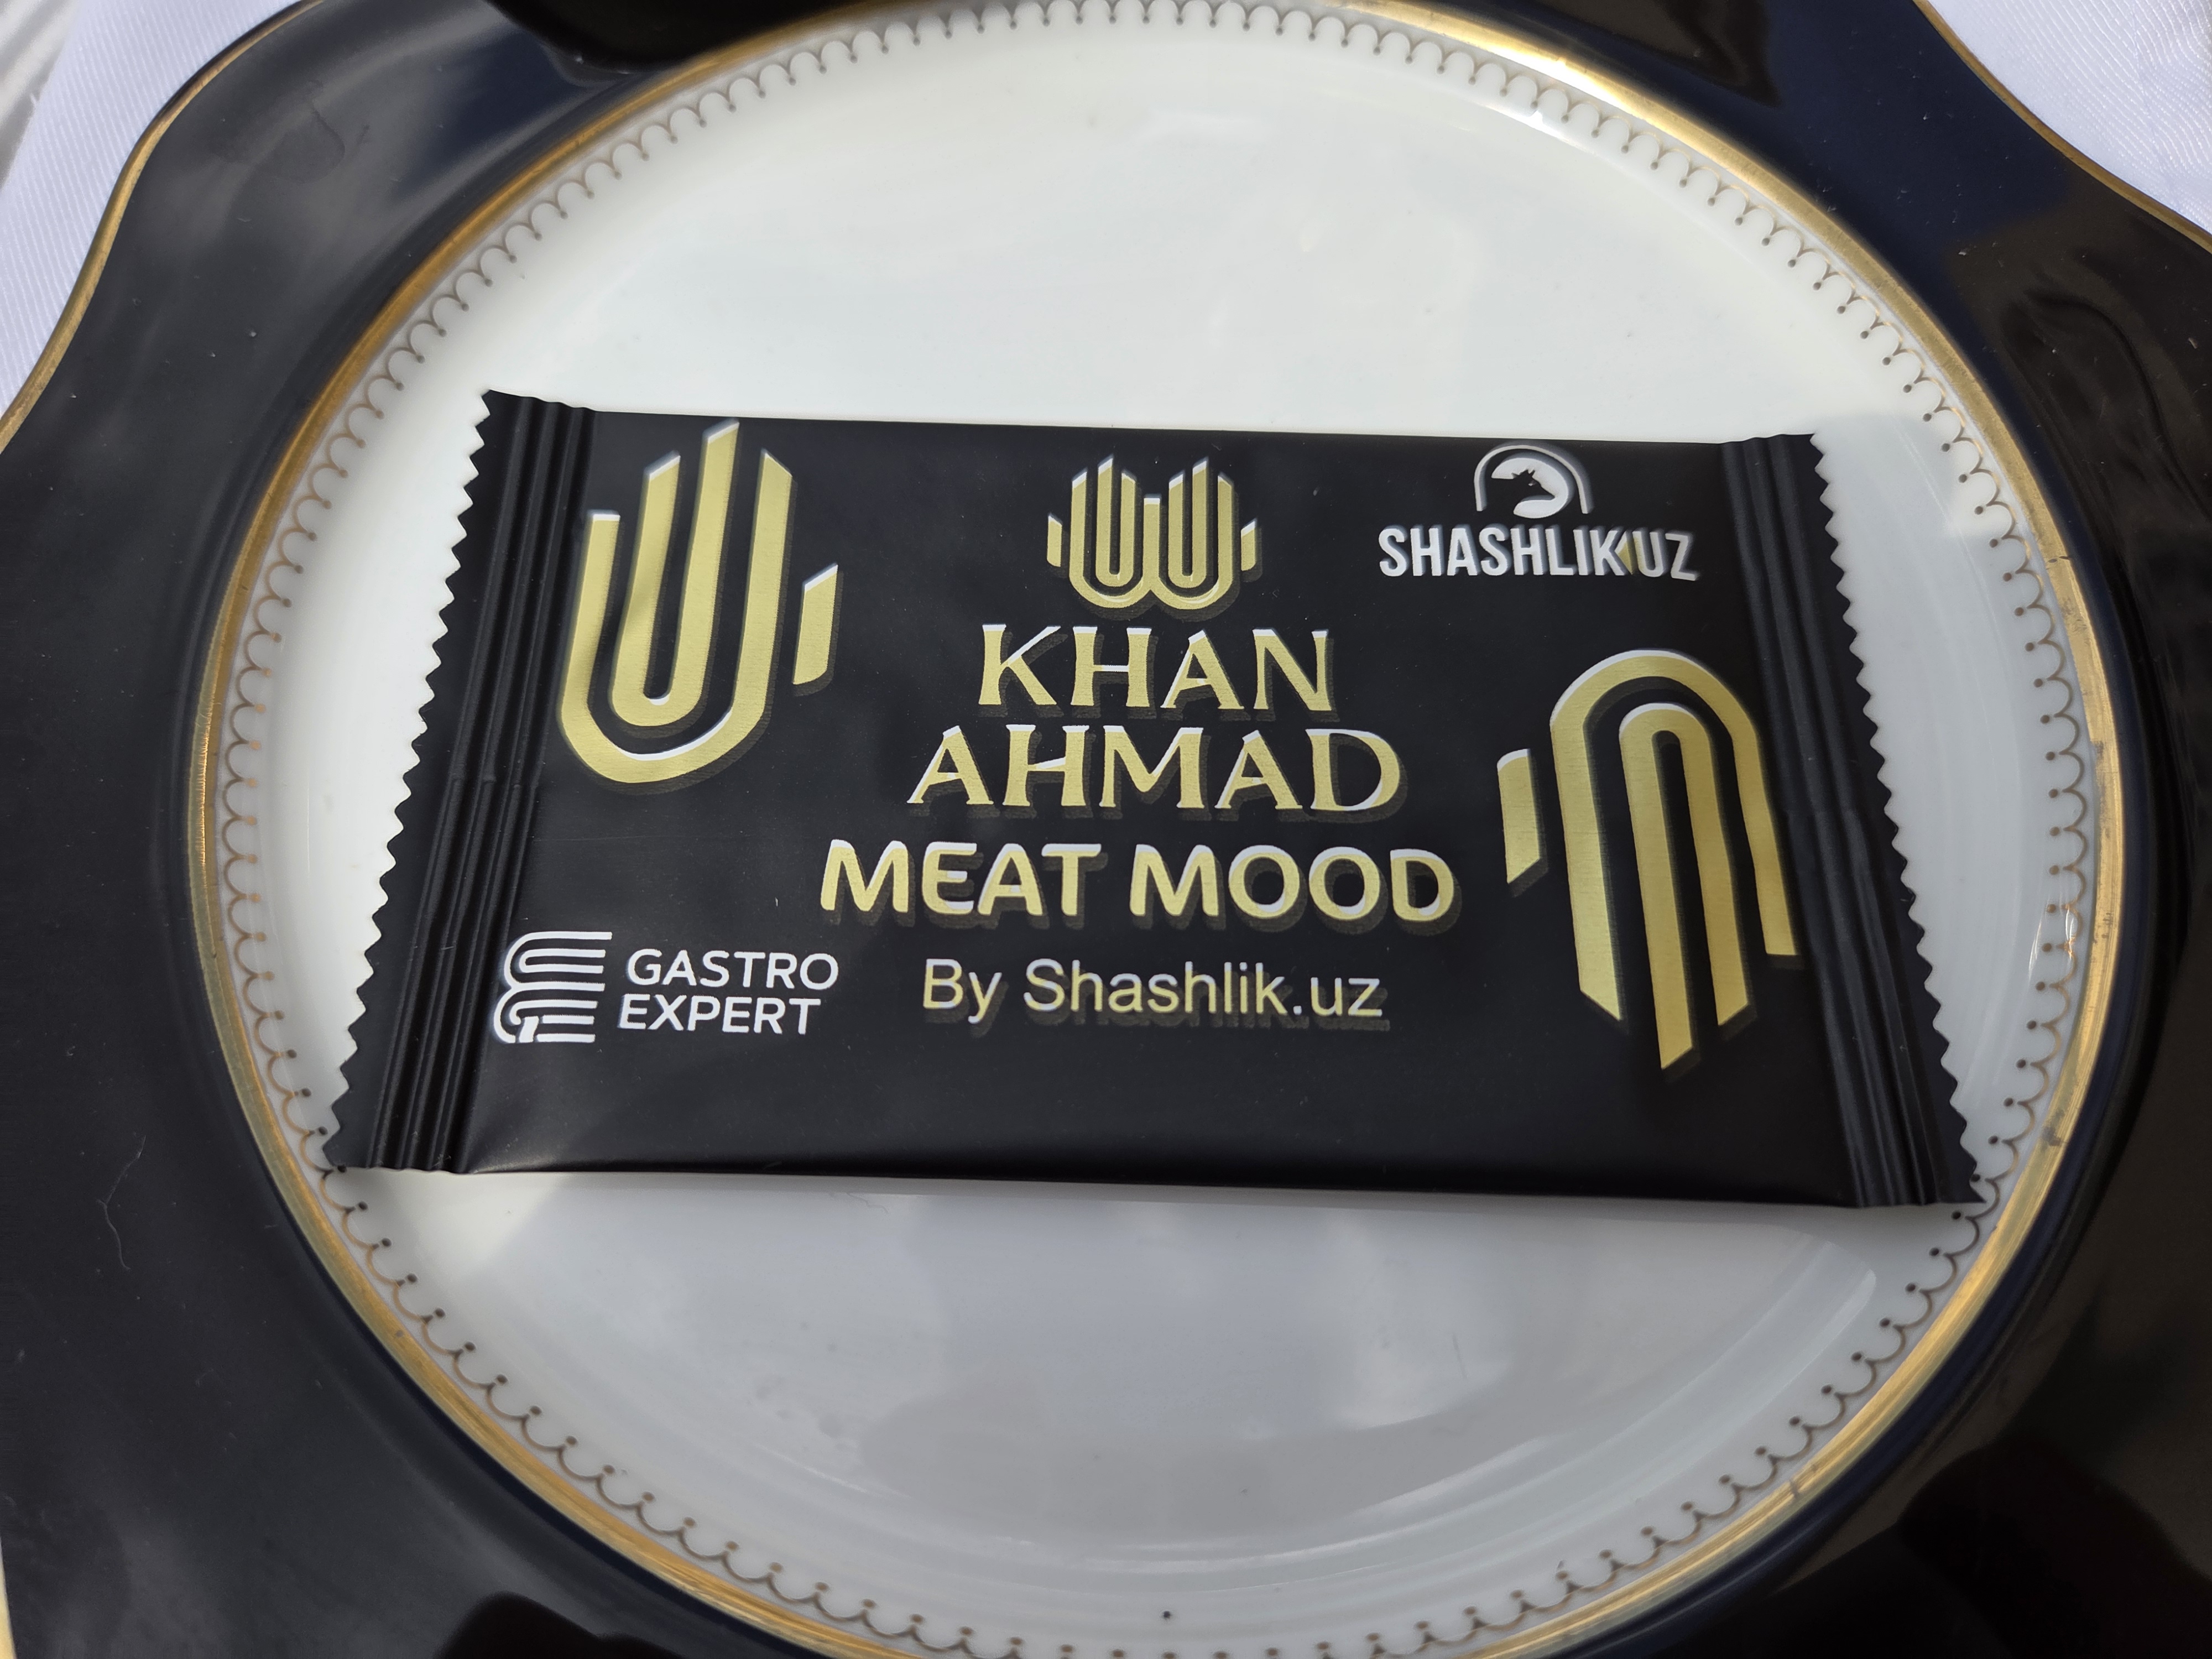 SHASHLIK UZ
KHAN
AHMAD
MEAT MOOD
By Shashlik.uz
GASTRO
EXPERT